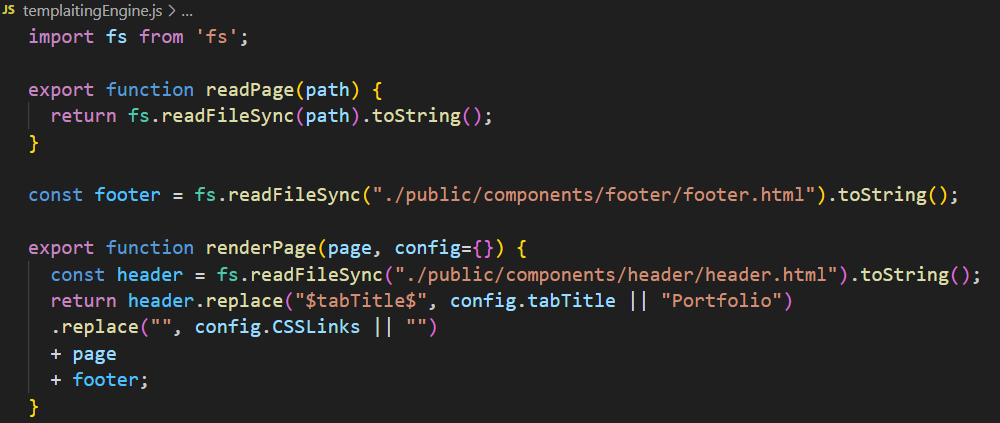 JS templaitingEngine.js > ...
import fs from 'fs';
export function readPage(path) {
return fs.readFileSync(path).toString();
}
const footer = fs.readFileSync("./public/components/footer/footer.html").toString();
export function renderPage(page, config={}) {
const header = fs.readFileSync("./public/components/header/header.html").toString();
return header.replace("$tabTitle$", config.tabTitle || "Portfolio")
.replace("", config.CSSLinks || "")
+ page
+ footer;
}